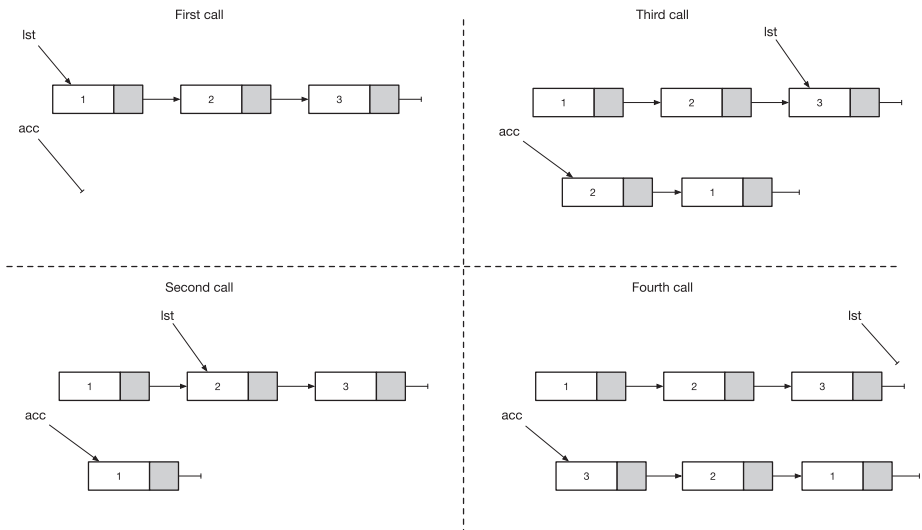 First call
lst
1 2 3
acc
Third call
lst
1 2 3
acc
2 1
Second call
lst
1 2 3
acc
1
Fourth call
lst
1 2 3
acc
3 2 1